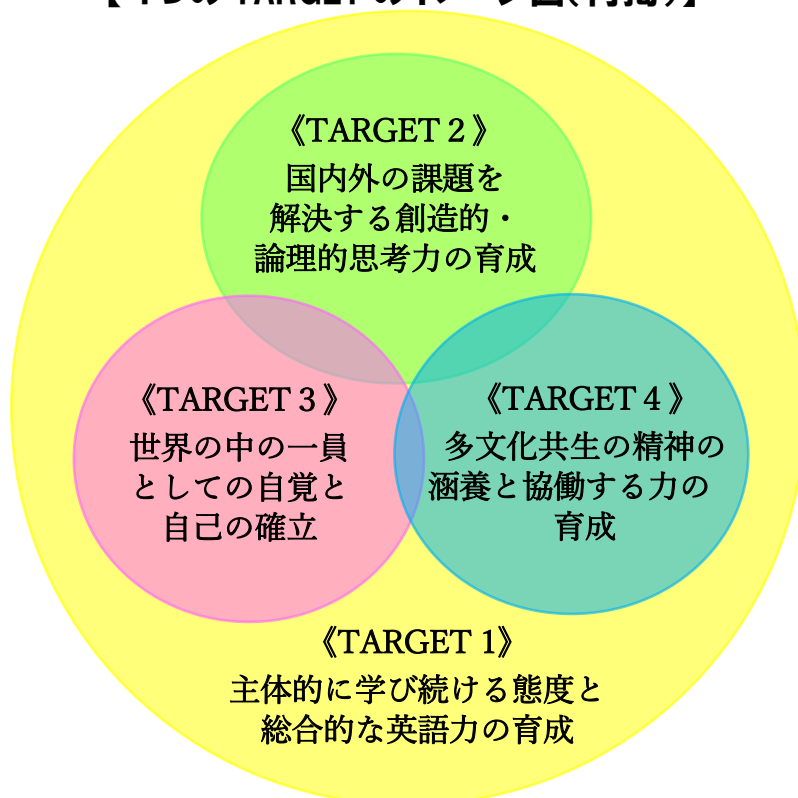 TARGET
《TARGET 2 》
国内外の課題を
解決する創造的・
論理的思考力の育成
《TARGET 3 》
世界の中の一員
としての自覚と
自己の確立
《TARGET 4 》
多文化共生の精神の
涵養と協働する力の
育成
《TARGET 1》
主体的に学び続ける態度と
総合的な英語力の育成